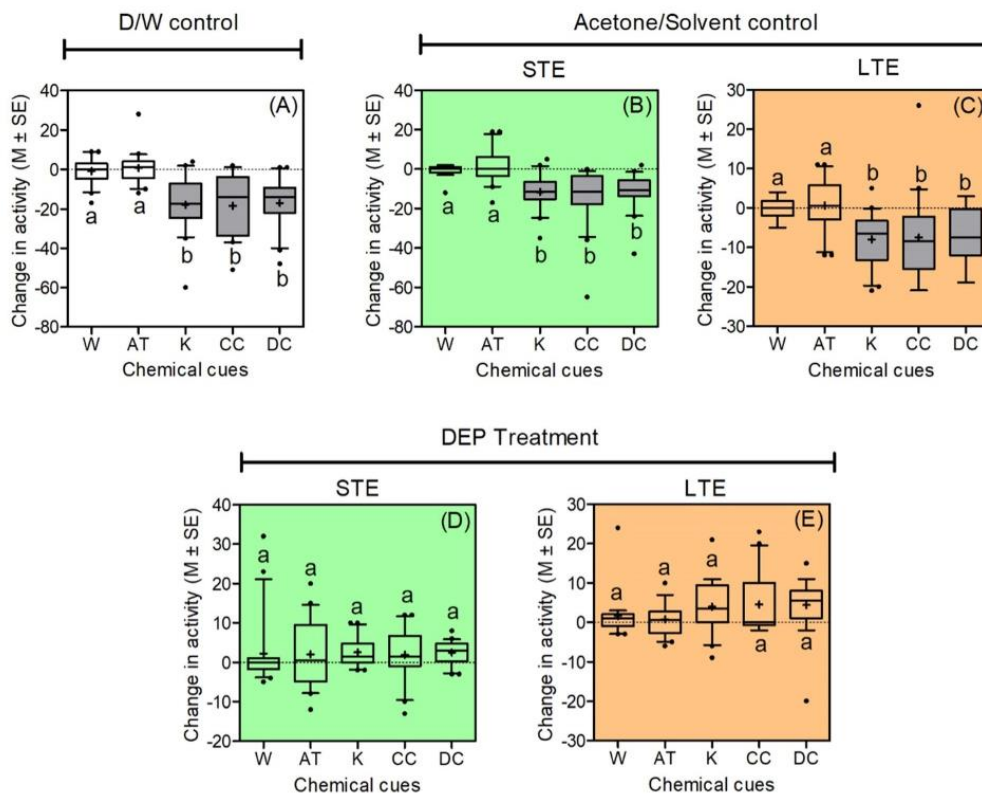 D/W control
Acetone/Solvent control
STE
LTE
Change in activity (M ± SE)
40
20
0
-20
-40
-60
-80
(A)
a
a
b
b
b
W AT K CC DC
Chemical cues
Change in activity (M ± SE)
40
20
0
-20
-40
-60
-80
(B)
a
a
b
b
b
W AT K CC DC
Chemical cues
Change in activity (M ± SE)
30
20
10
0
-10
-20
-30
(C)
a
a
b
b
b
W AT K CC DC
Chemical cues
DEP Treatment
STE
LTE
Change in activity (M ± SE)
40
30
20
10
0
-10
-20
(D)
a
a
a
a
a
W AT K CC DC
Chemical cues
Change in activity (M ± SE)
30
20
10
0
-10
-20
-30
(E)
a
a
a
a
a
W AT K CC DC
Chemical cues